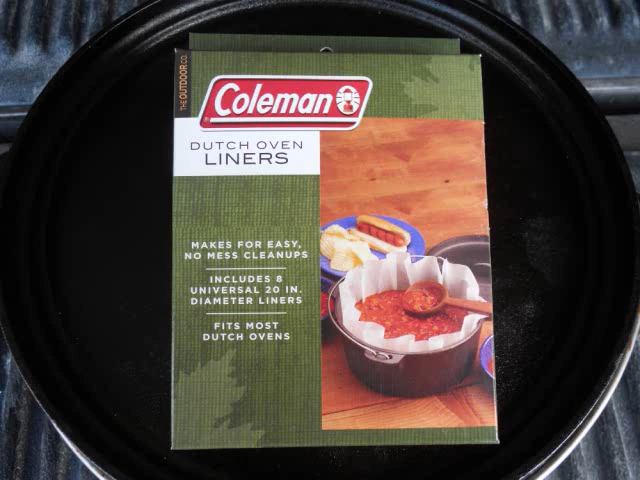 THE OUTDOOR CO.
Coleman
DUTCH OVEN
LINERS
MAKES FOR EASY,
NO MESS CLEANUPS
INCLUDES 8
UNIVERSAL 20 IN.
DIAMETER LINERS
FITS MOST
DUTCH OVENS